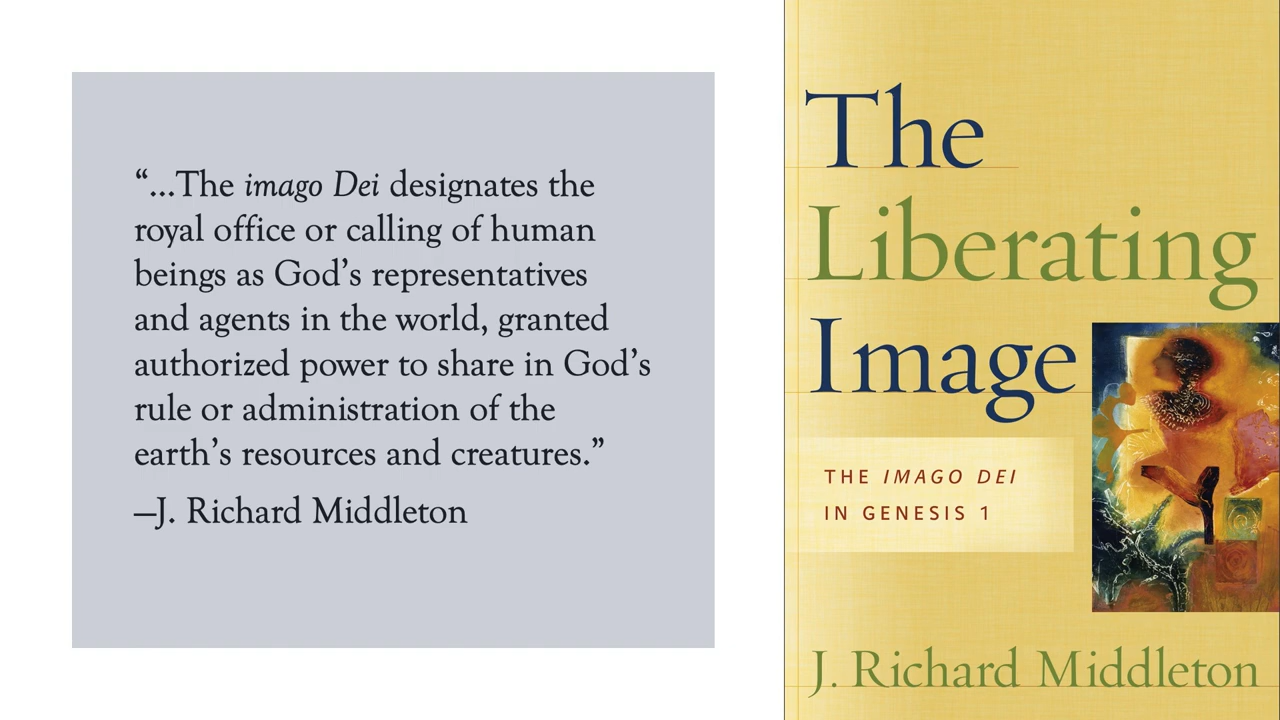 “...The imago Dei designates the
royal office or calling of human
beings as God’s representatives
and agents in the world, granted
authorized power to share in God’s
rule or administration of the
earth’s resources and creatures.”
—J. Richard Middleton
The
Liberating
Image
THE IMAGO DEI
IN GENESIS 1
J. Richard Middleton